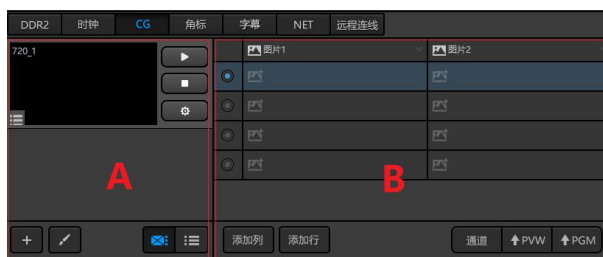 DDR2 时钟 CG 角标 字幕 NET 远程连线
720_1
图片1 图片2
A
B
添加列 添加行 通道 PVW PGM